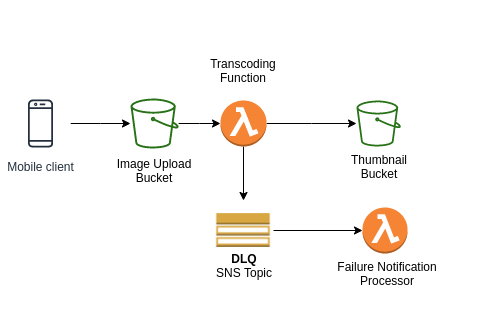 Transcoding
Function
Mobile client
Image Upload
Bucket
Thumbnail
Bucket
DLQ
SNS Topic
Failure Notification
Processor